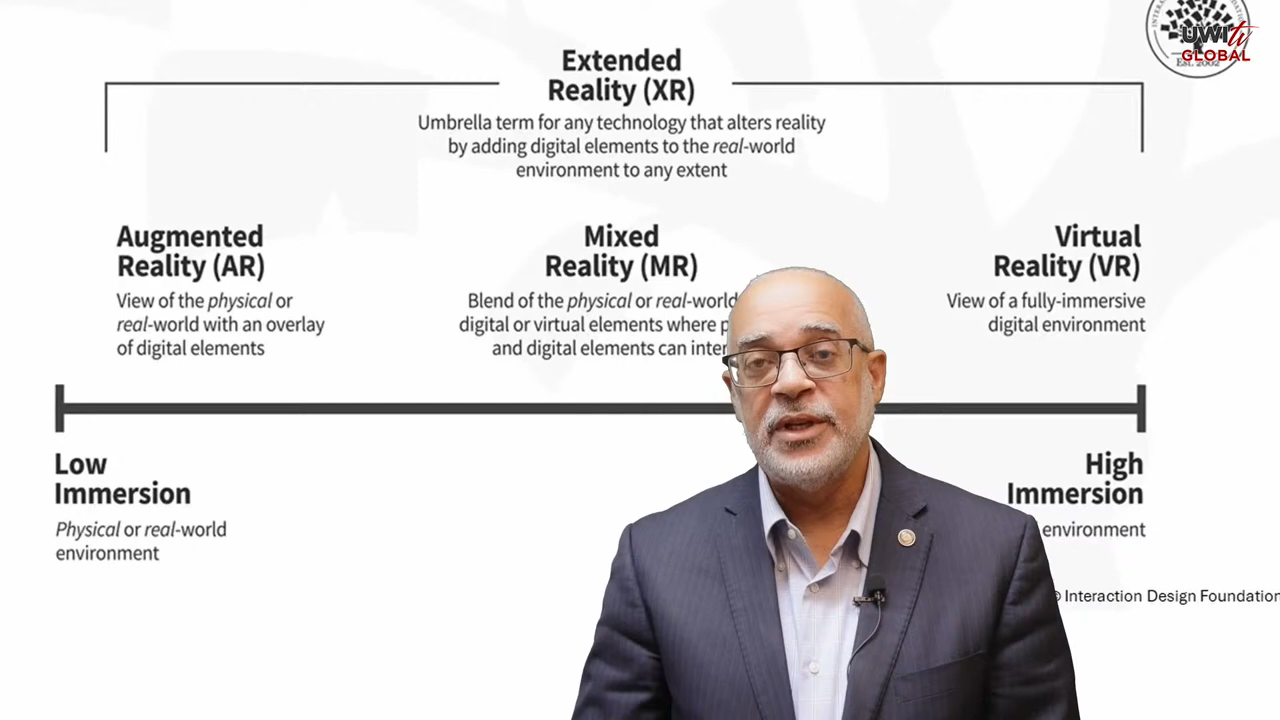 UWItv
GLOBAL
Est. 2002
Extended
Reality (XR)
Umbrella term for any technology that alters reality
by adding digital elements to the real-world
environment to any extent
Augmented
Reality (AR)
View of the physical or
real-world with an overlay
of digital elements
Mixed
Reality (MR)
Blend of the physical or real-world
digital or virtual elements where
and digital elements can
Virtual
Reality (VR)
View of a fully-immersive
digital environment
Low
Immersion
Physical or real-world
environment
High
Immersion
environment
© Interaction Design Foundation